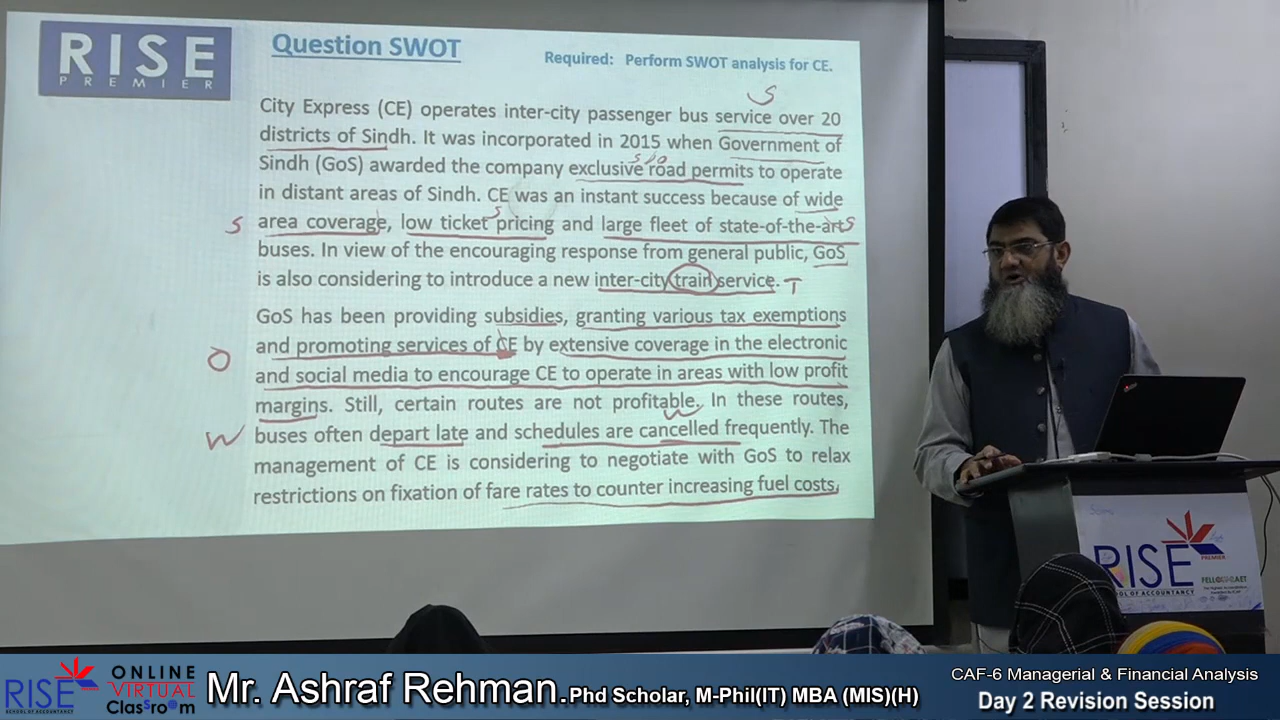 RISE
PREMIER
Question SWOT
Required: Perform SWOT analysis for CE.
S
City Express (CE) operates inter-city passenger bus service over 20
districts of Sindh. It was incorporated in 2015 when Government of
Sindh (GoS) awarded the company exclusive road permits to operate
in distant areas of Sindh. CE was an instant success because of wide
S area coverage, low ticket pricing and large fleet of state-of-the-art S
buses. In view of the encouraging response from general public, GoS
is also considering to introduce a new inter-city train service. T
GoS has been providing subsidies, granting various tax exemptions
O and promoting services of CE by extensive coverage in the electronic
and social media to encourage CE to operate in areas with low profit
margins. Still, certain routes are not profitable. In these routes,
W buses often depart late and schedules are cancelled frequently. The
management of CE is considering to negotiate with GoS to relax
restrictions on fixation of fare rates to counter increasing fuel costs.
RISE
PREMIER
SCHOOL OF ACCOUNTANCY
RISE
SCHOOL OF ACCOUNTANCY
ONLINE
VIRTUAL
ClassrOOm
Mr. Ashraf Rehman.Phd Scholar, M-Phil(IT) MBA (MIS)(H)
CAF-6 Managerial & Financial Analysis
Day 2 Revision Session